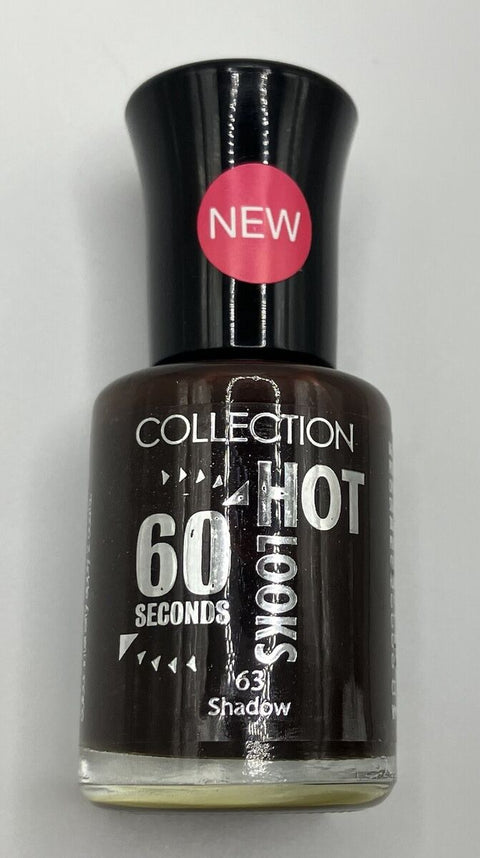 NEW
COLLECTION
HOT
LOOKS
60
SECONDS
63
Shadow